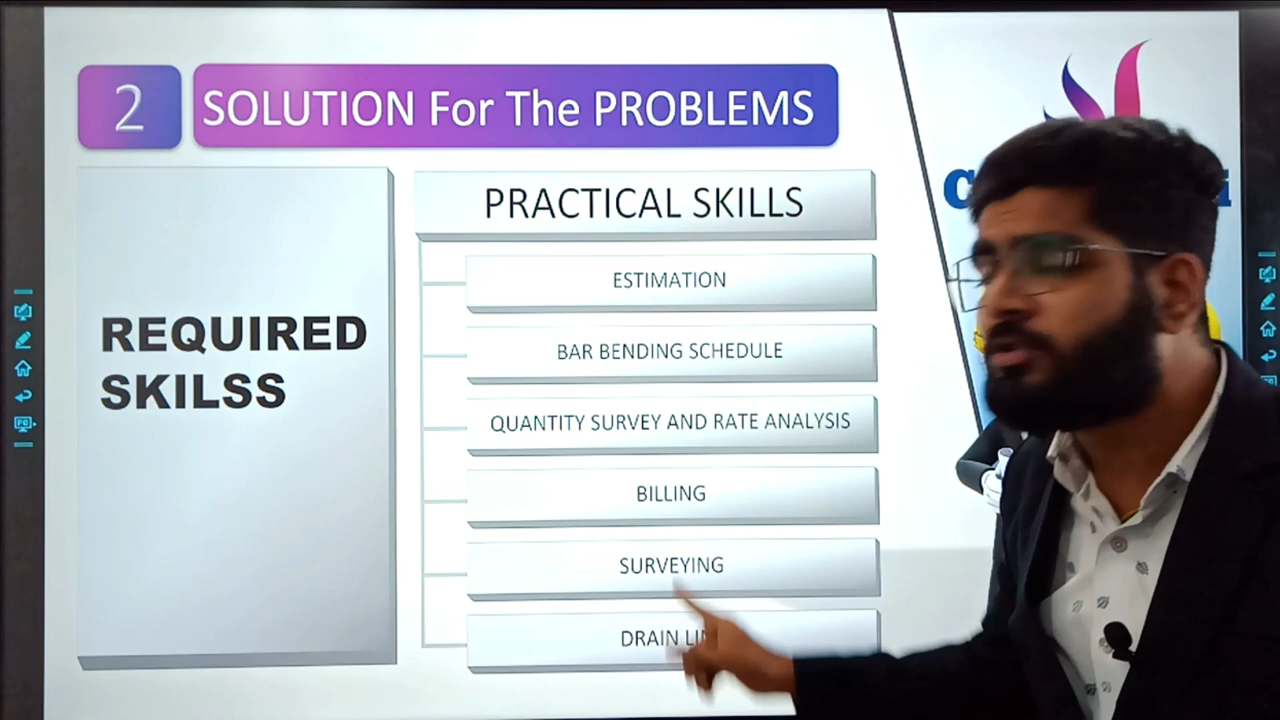 2
SOLUTION For The PROBLEMS
REQUIRED
SKILSS
PRACTICAL SKILLS
ESTIMATION
BAR BENDING SCHEDULE
QUANTITY SURVEY AND RATE ANALYSIS
BILLING
SURVEYING
DRAIN